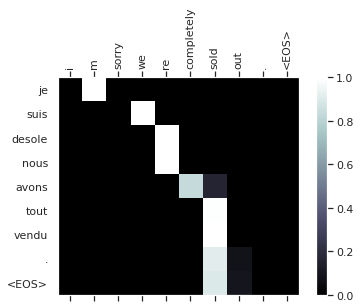 i m sorry we re completely sold out . <EOS>
je
suis
desole
nous
avons
tout
vendu
.
<EOS>
1.0
0.8
0.6
0.4
0.2
0.0